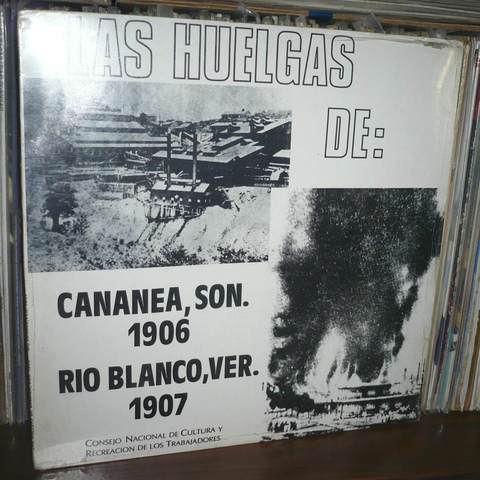 LAS HUELGAS
DE:
CANANEA, SON.
1906
RIO BLANCO, VER.
1907
CONSEJO NACIONAL DE CULTURA Y
RECREACION DE LOS TRABAJADORES